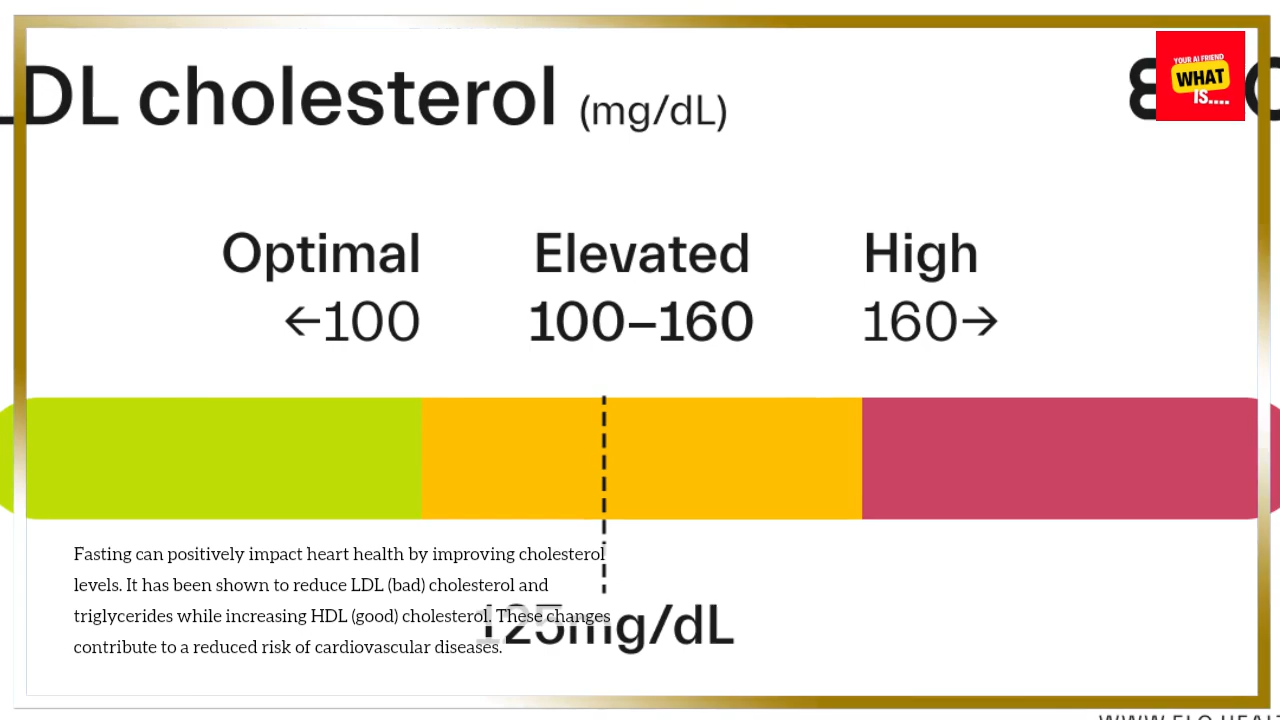 LDL cholesterol (mg/dL)
YOUR AI FRIEND
WHAT
IS....
Optimal Elevated High
←100 100–160 160→
Fasting can positively impact heart health by improving cholesterol
levels. It has been shown to reduce LDL (bad) cholesterol and
triglycerides while increasing HDL (good) cholesterol. These changes
contribute to a reduced risk of cardiovascular diseases.
125mg/dL